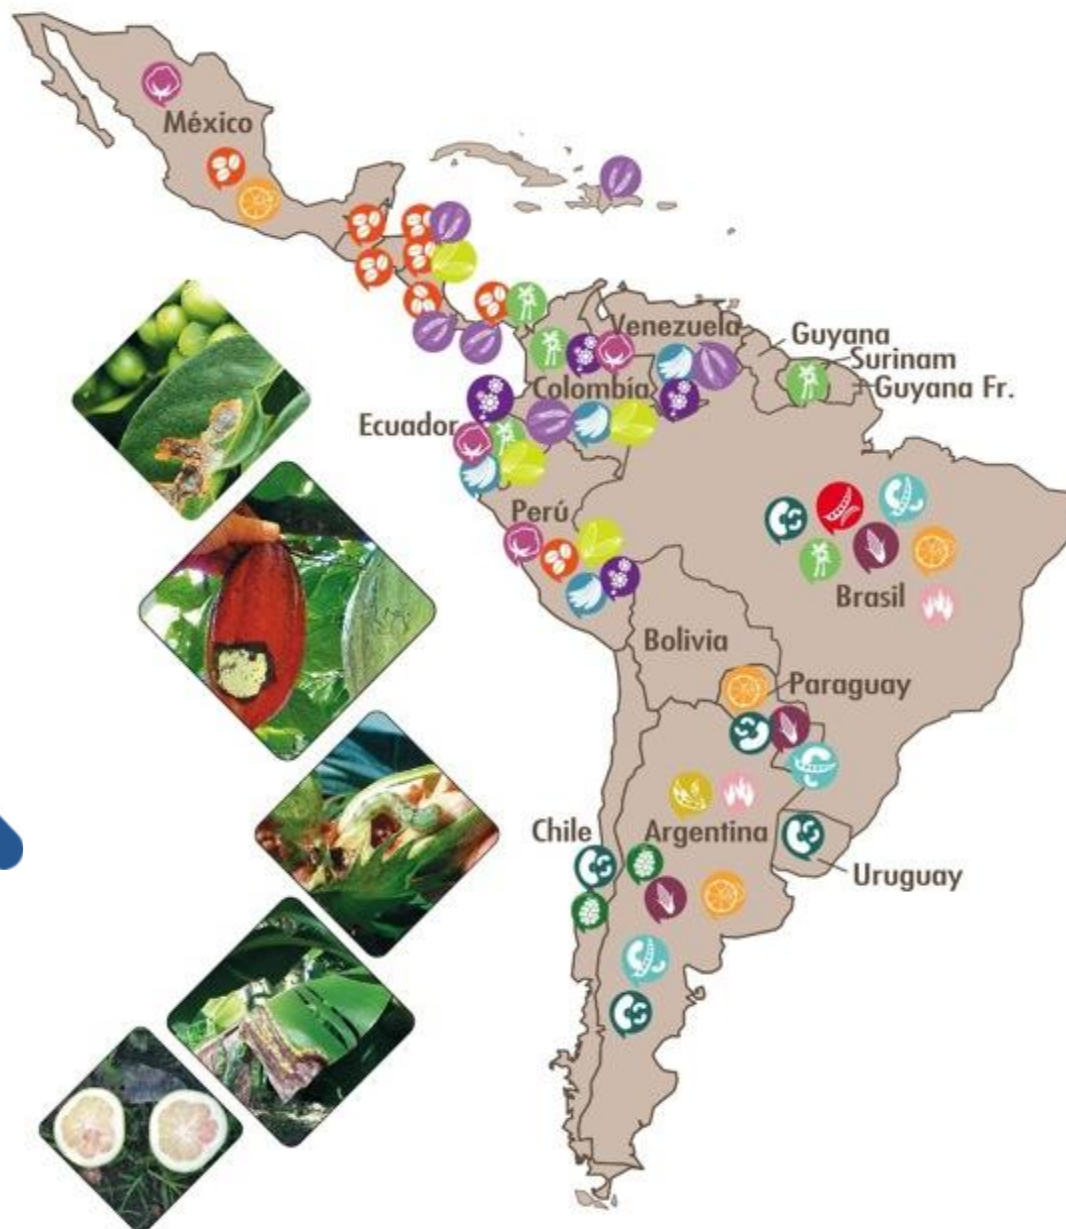 México
Venezuela
Guyana
Surinam
Guyana Fr.
Colombia
Ecuador
Perú
Brasil
Bolivia
Paraguay
Chile
Argentina
Uruguay